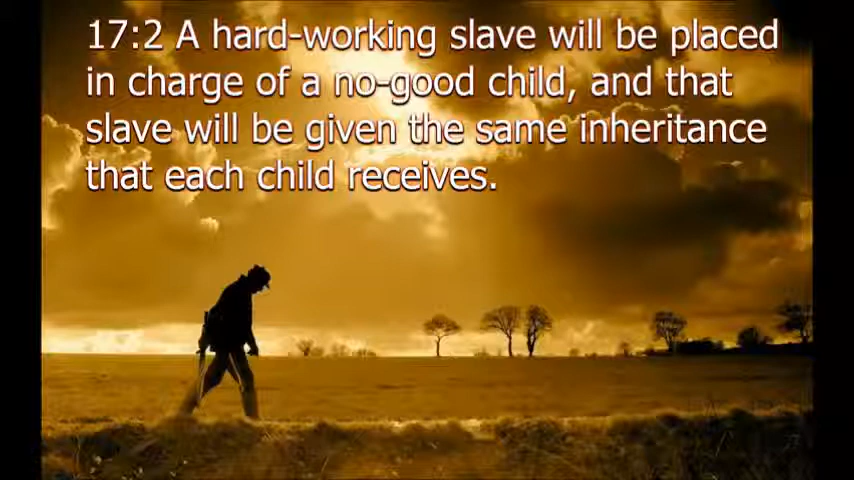 17:2 A hard-working slave will be placed
in charge of a no-good child, and that
slave will be given the same inheritance
that each child receives.